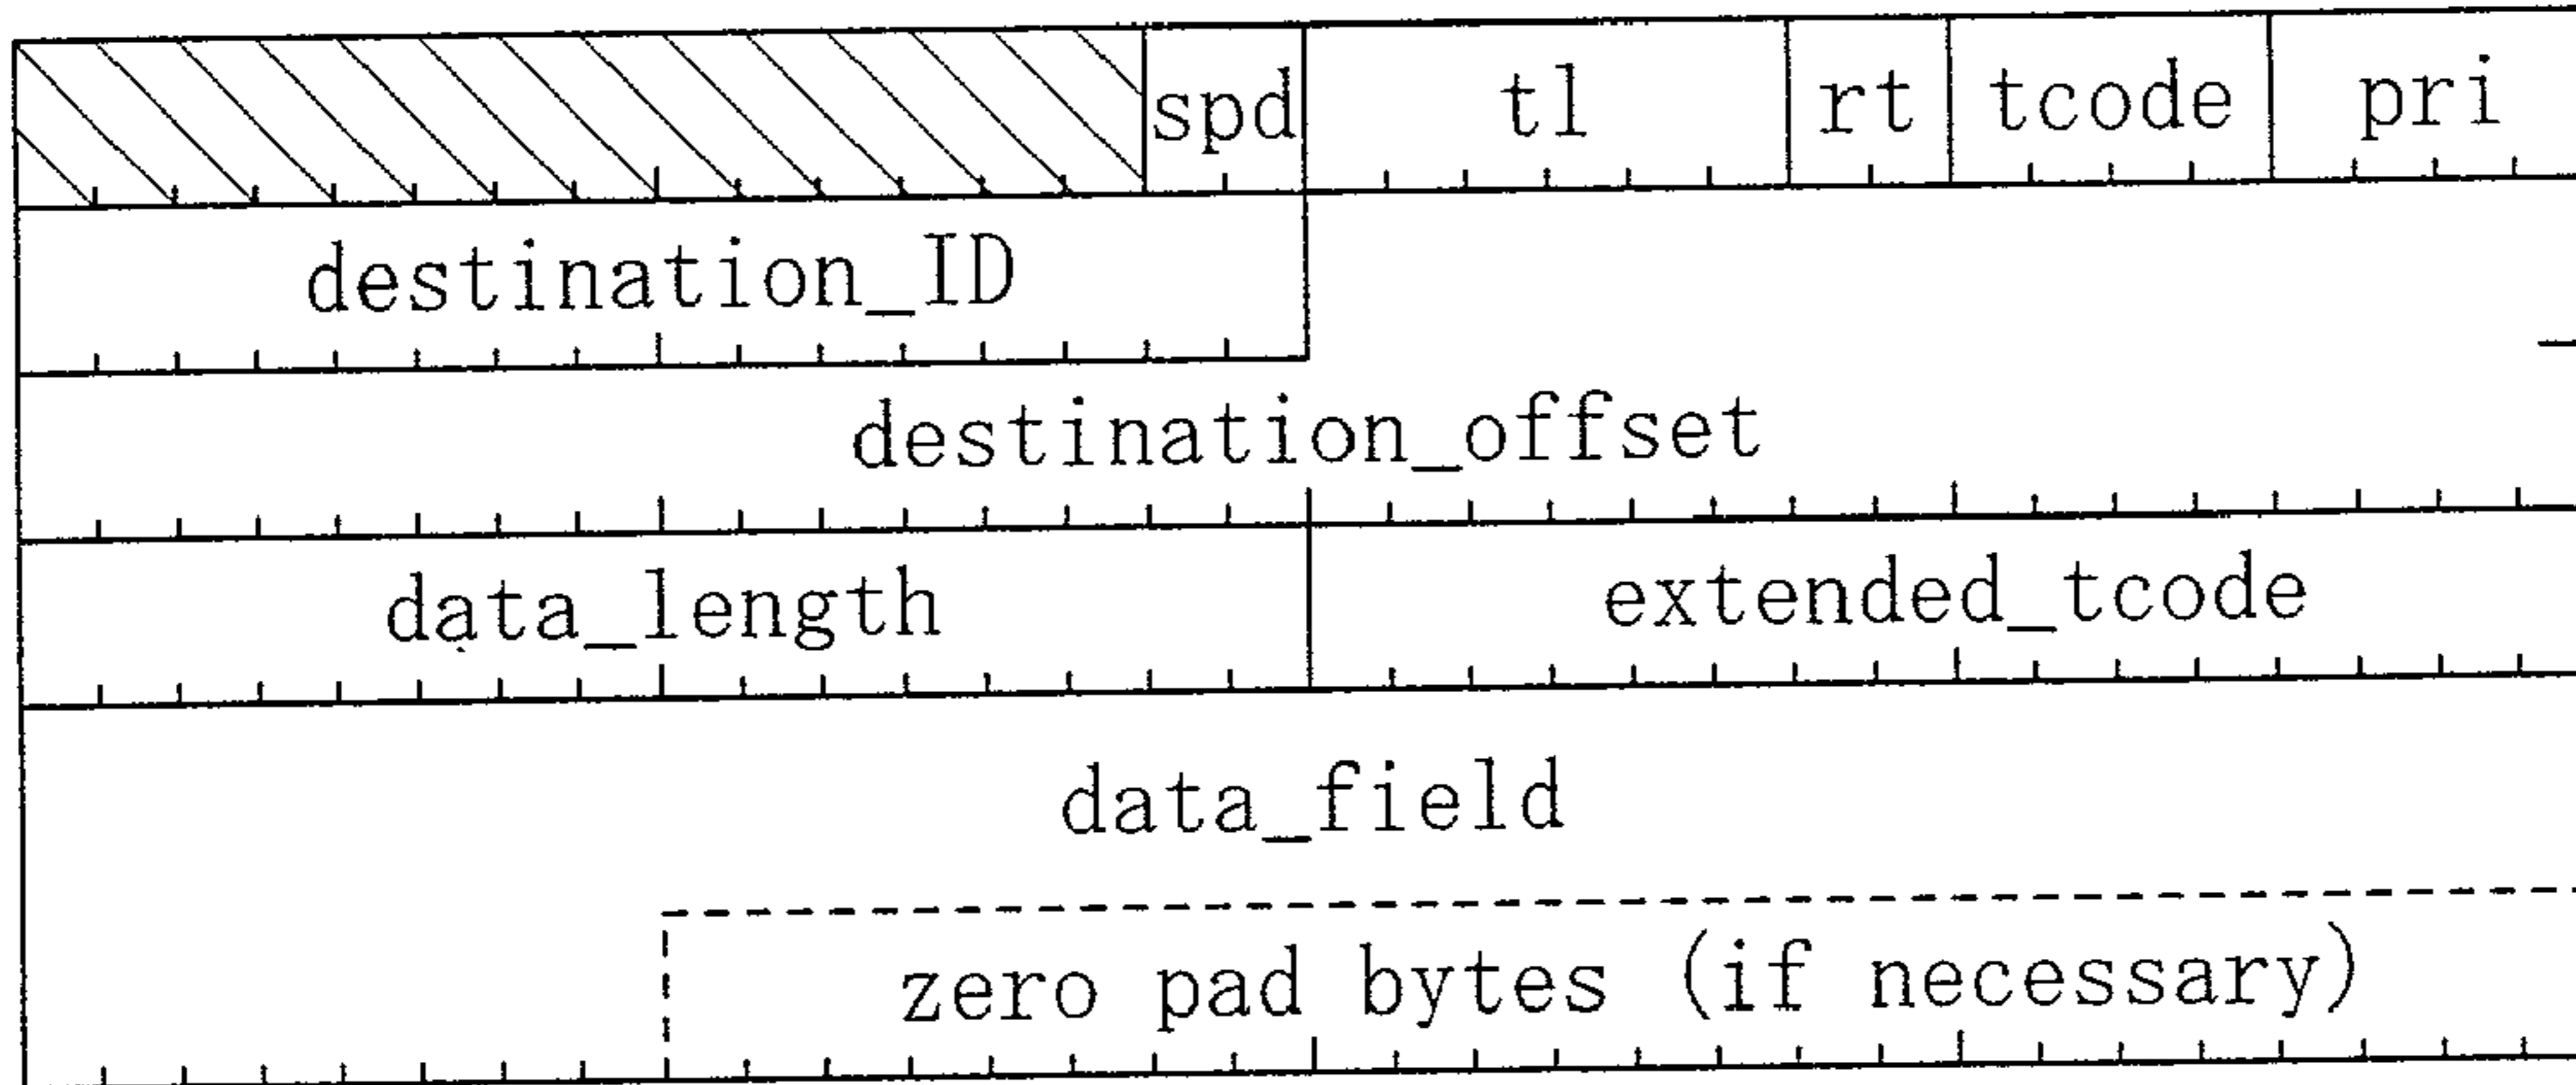 spd tl rt tcode pri
destination_ID
destination_offset
data_length extended_tcode
data_field
zero pad bytes (if necessary)